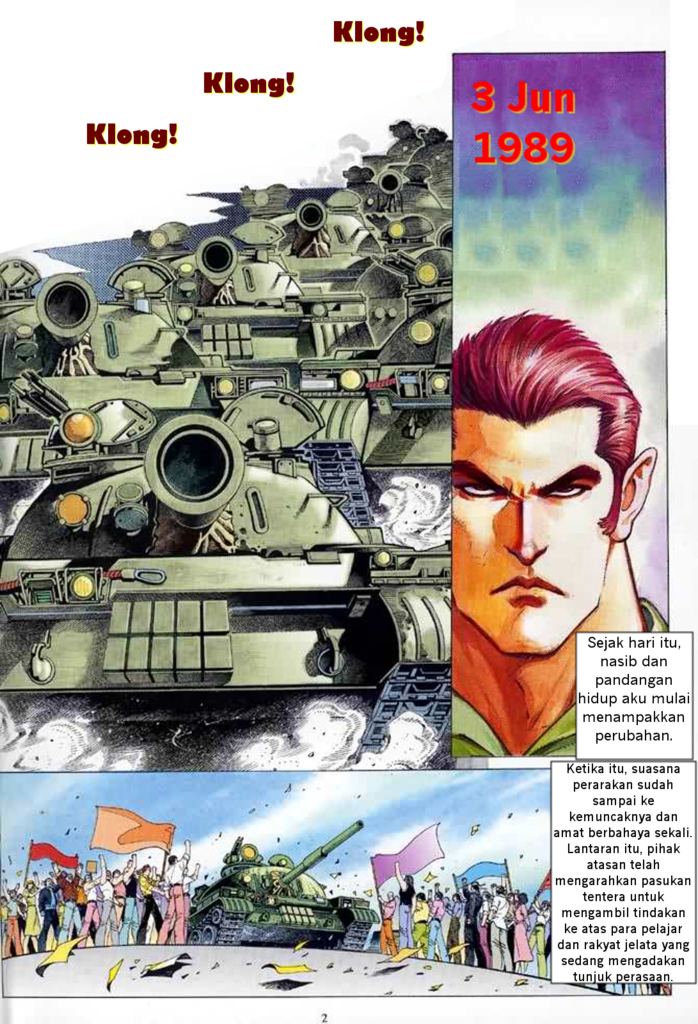 Klong!
Klong!
Klong!
3 Jun
1989
Sejak hari itu,
nasib dan
pandangan
hidup aku mulai
menampakkan
perubahan.
Ketika itu, suasana
perarakan sudah
sampai ke
kemuncaknya dan
amat berbahaya sekali.
Lantaran itu, pihak
atasan telah
mengarahkan pasukan
tentera untuk
mengambil tindakan
ke atas para pelajar
dan rakyat jelata yang
sedang mengadakan
tunjuk perasaan.
2